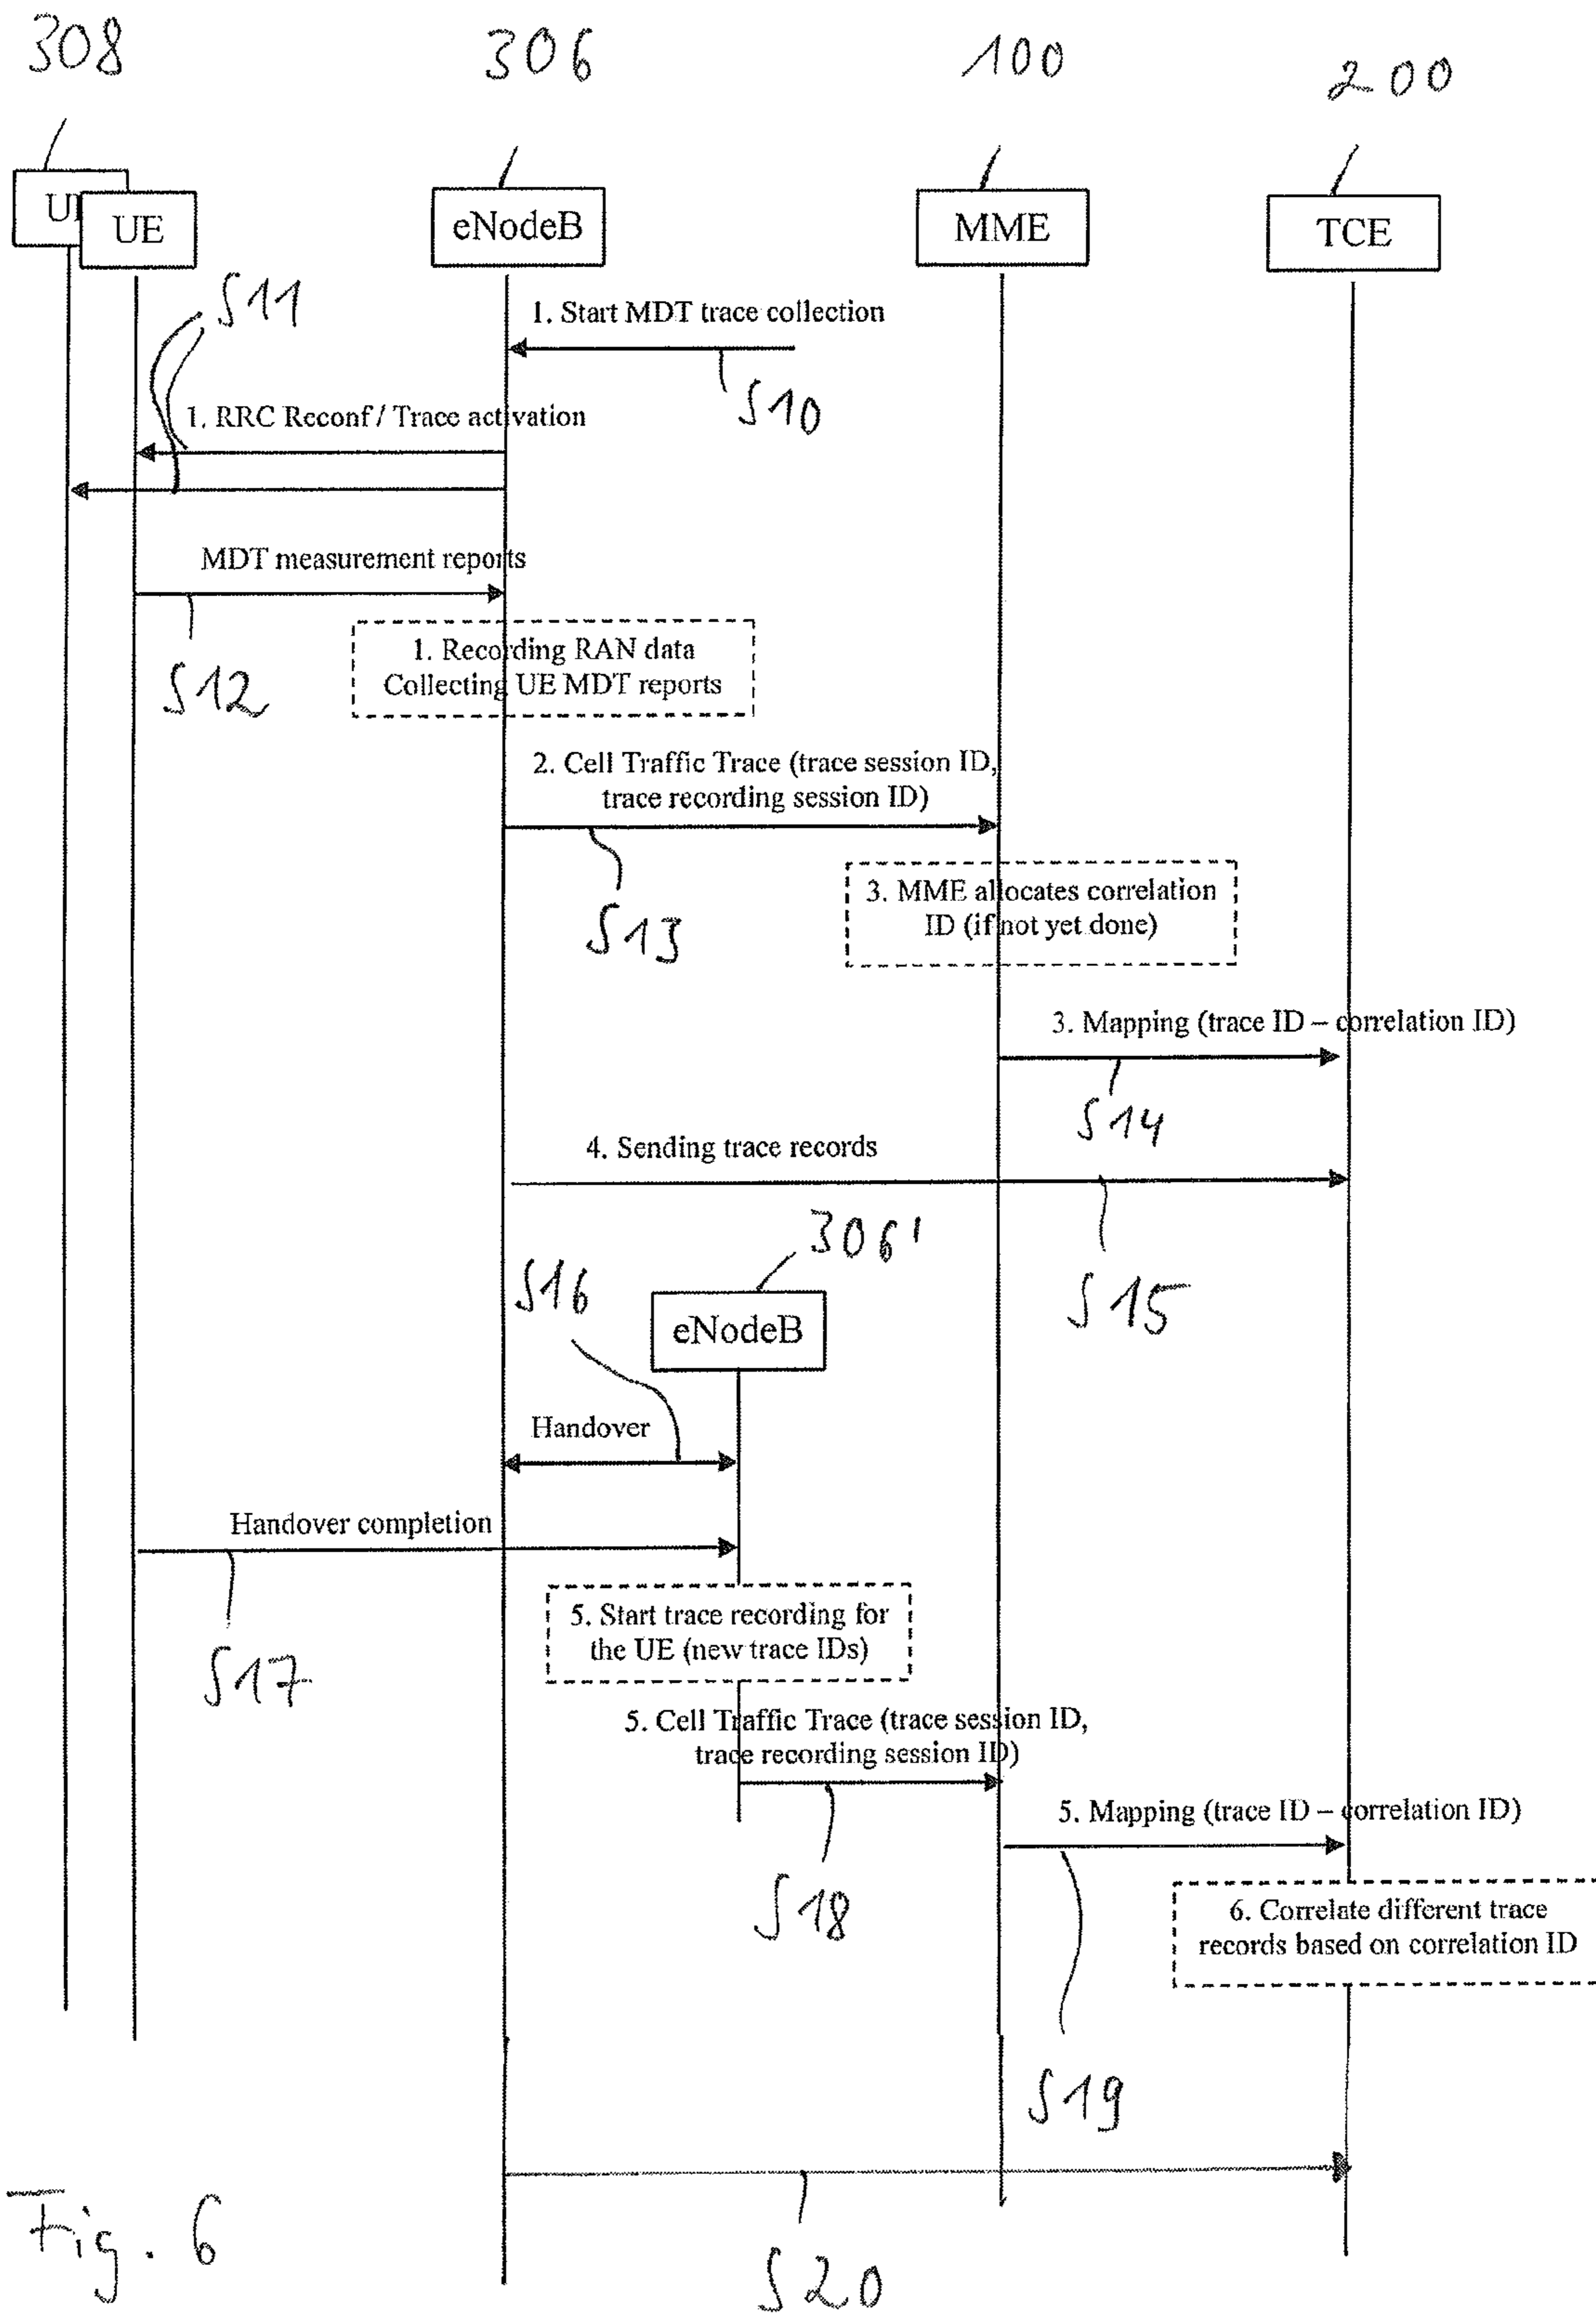 308
306
100
200
UE
eNodeB
MME
TCE
S11
1. Start MDT trace collection
S10
1. RRC Reconf / Trace activation
MDT measurement reports
S12
1. Recording RAN data
Collecting UE MDT reports
2. Cell Traffic Trace (trace session ID,
trace recording session ID)
S13
3. MME allocates correlation
ID (if not yet done)
3. Mapping (trace ID – correlation ID)
S14
4. Sending trace records
306'
S16
S15
eNodeB
Handover
Handover completion
S17
5. Start trace recording for
the UE (new trace IDs)
5. Cell Traffic Trace (trace session ID,
trace recording session ID)
S18
5. Mapping (trace ID – correlation ID)
6. Correlate different trace
records based on correlation ID
S19
Fig. 6
S20